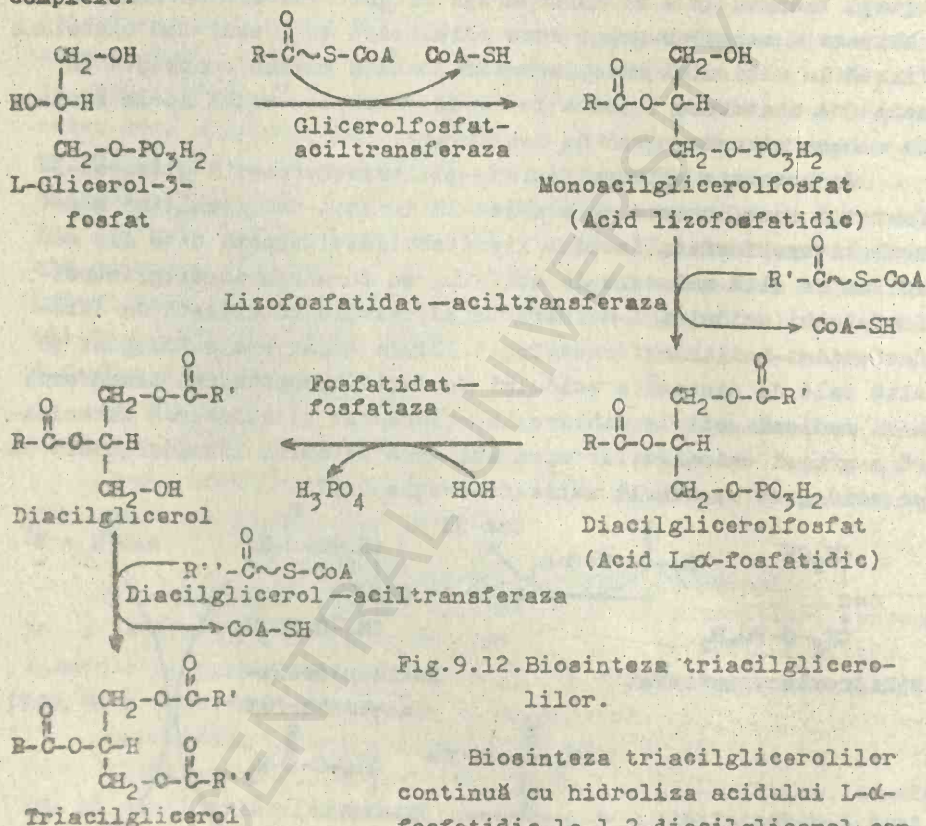 complete.
O
CH₂-OH R-C~S-CoA CoA-SH CH₂-OH
HO-C-H O
R-C-O-C-H
Glicerolfosfat-
aciltransferaza
CH₂-O-PO₃H₂ CH₂-O-PO₃H₂
L-Glicerol-3-
fosfat
Monoacilglicerolfosfat
(Acid lizofosfatidic)
O
R'-C~S-CoA
Lizofosfatidat—aciltransferaza
CoA-SH
O
CH₂-O-C-R'
O
R-C-O-C-H
CH₂-OH
Diacilglicerol
Fosfatidat—
fosfataza
H₃PO₄ HOH
O
CH₂-O-C-R'
O
R-C-O-C-H
CH₂-O-PO₃H₂
Diacilglicerolfosfat
(Acid L-α-fosfatidic)
O
R''-C~S-CoA
Diacilglicerol—aciltransferaza
CoA-SH
O
CH₂-O-C-R'
O
R-C-O-C-H O
CH₂-O-C-R''
Triacilglicerol
Fig.9.12.Biosinteza triaciglicero-
lilor.
Biosinteza triacilglicerolilor
continuă cu hidroliza acidului L-α-
CENTRAL UNIVERSITY